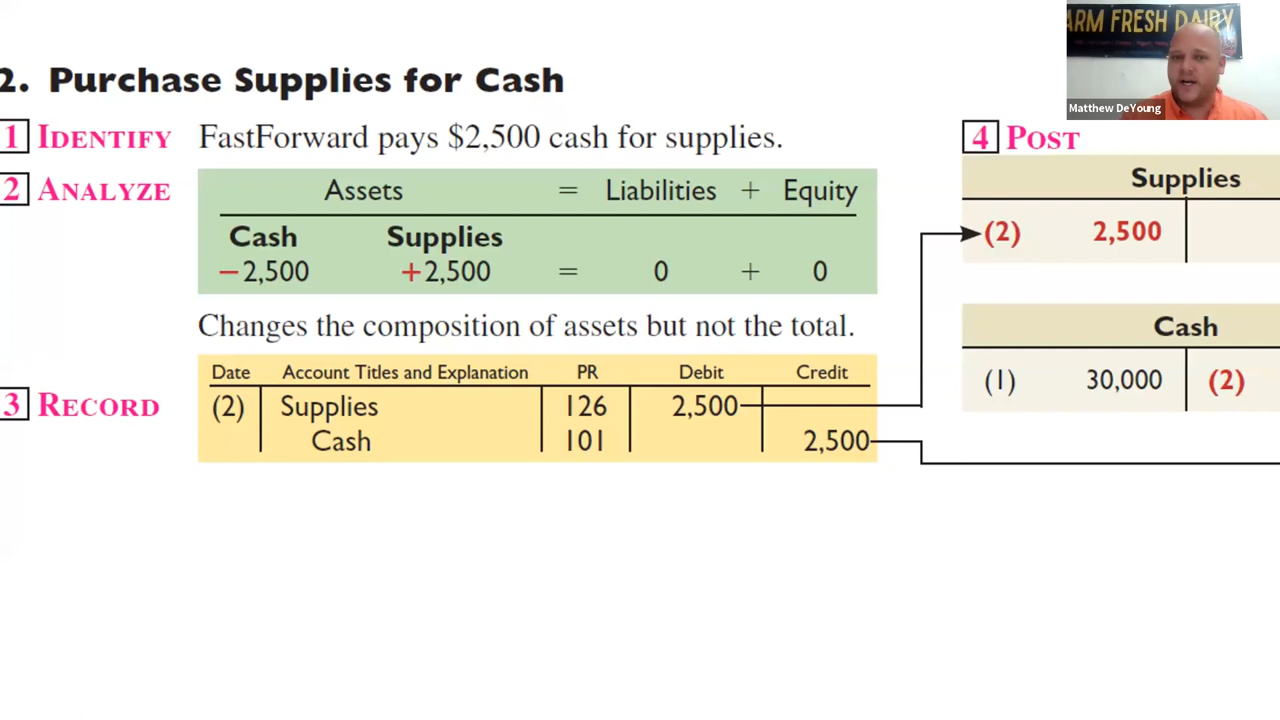 ARM FRESH DAIRY
Matthew DeYoung
2. Purchase Supplies for Cash
1 IDENTIFY FastForward pays $2,500 cash for supplies.
2 ANALYZE
Assets = Liabilities + Equity
Cash Supplies
−2,500 +2,500 = 0 + 0
Changes the composition of assets but not the total.
3 RECORD
Date Account Titles and Explanation PR Debit Credit
(2) Supplies 126 2,500
Cash 101 2,500
4 POST
Supplies
(2) 2,500
Cash
(1) 30,000 (2)